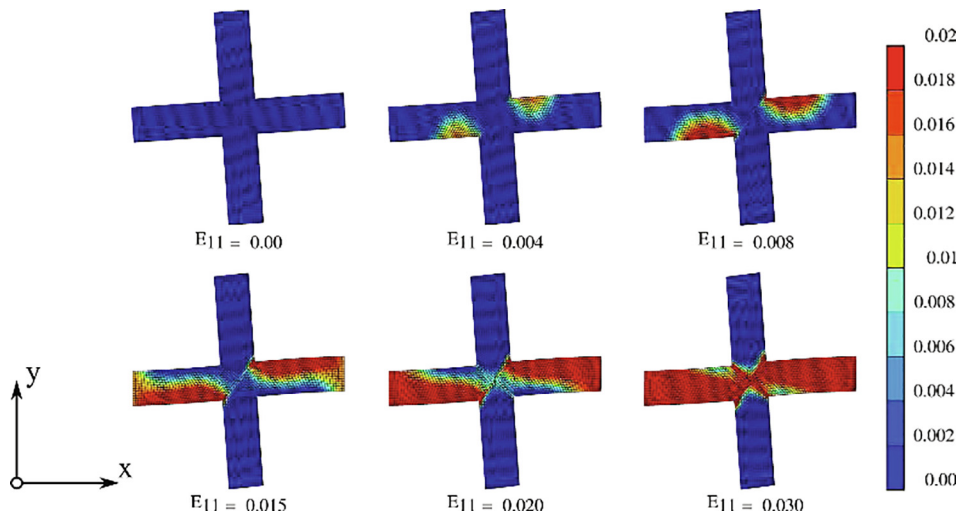 E11 = 0.00
E11 = 0.004
E11 = 0.008
E11 = 0.015
E11 = 0.020
E11 = 0.030
y
x
0.02
0.018
0.016
0.014
0.012
0.01
0.008
0.006
0.004
0.002
0.00